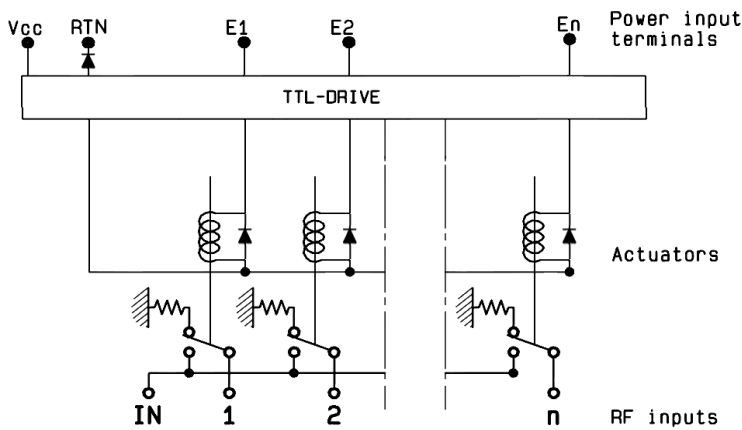 Vcc RTN E1 E2 En Power input
terminals
TTL-DRIVE
Actuators
IN 1 2 n RF inputs